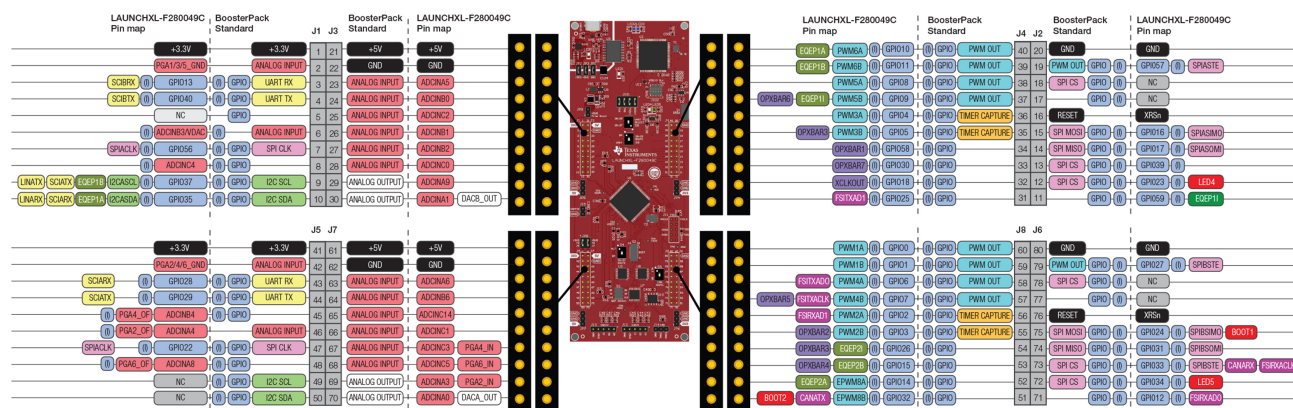 LAUNCHXL-F280049C Pin map BoosterPack Standard J1 J3 BoosterPack Standard LAUNCHXL-F280049C Pin map
+3.3V +3.3V 1 21 +5V +5V
PGA1/3/5_GND ANALOG INPUT 2 22 GND GND
SCIBRX (I) GPIO13 (I) GPIO UART RX 3 23 ANALOG INPUT ADCINA5
SCIBTX (I) GPIO40 (I) GPIO UART TX 4 24 ANALOG INPUT ADCINB0
NC GPIO 5 25 ANALOG INPUT ADCINC2
(I) ADCINB3/VDAC (I) ANALOG INPUT 6 26 ANALOG INPUT ADCINB1
SPIACLK (I) GPIO56 (I) GPIO SPI CLK 7 27 ANALOG INPUT ADCINB2
ADCINC4 (I) GPIO 8 28 ANALOG INPUT ADCINC0
LINATX SCIATX EQEP1B I2CASCL (I) GPIO37 (I) GPIO I2C SCL 9 29 ANALOG OUTPUT ADCINA9
LINARX SCIARX EQEP1A I2CASDA (I) GPIO35 (I) GPIO I2C SDA 10 30 ANALOG OUTPUT ADCINA1 DACB_OUT
J5 J7
+3.3V +3.3V 41 61 +5V +5V
PGA2/4/6_GND ANALOG INPUT 42 62 GND GND
SCIARX (I) GPIO28 (I) GPIO UART RX 43 63 ANALOG INPUT ADCINA6
SCIATX (I) GPIO29 (I) GPIO UART TX 44 64 ANALOG INPUT ADCINB6
(I) PGA4_OF ADCINB4 (I) GPIO 45 65 ANALOG INPUT ADCINC14
(I) PGA2_OF ADCINA4 ANALOG INPUT 46 66 ANALOG INPUT ADCINC1
SPIACLK (I) GPIO22 (I) GPIO SPI CLK 47 67 ANALOG INPUT ADCINC3 PGA4_IN
(I) PGA6_OF ADCINA8 (I) GPIO 48 68 ANALOG INPUT ADCINC5 PGA6_IN
NC (I) GPIO I2C SCL 49 69 ANALOG OUTPUT ADCINA3 PGA2_IN
NC (I) GPIO I2C SDA 50 70 ANALOG OUTPUT ADCINA0 DACA_OUT
TEXAS INSTRUMENTS
LAUNCHXL-F280049C
LAUNCHXL-F280049C Pin map BoosterPack Standard J4 J2 BoosterPack Standard LAUNCHXL-F280049C Pin map
EQEP1A PWM6A (I) GPIO10 (I) GPIO PWM OUT 40 20 GND GND
EQEP1B PWM6B (I) GPIO11 (I) GPIO PWM OUT 39 19 PWM OUT GPIO (I) GPIO57 (I) SPIASTE
PWM5A (I) GPIO8 (I) GPIO PWM OUT 38 18 SPI CS GPIO (I) NC
OPXBAR6 EQEP1I PWM5B (I) GPIO9 (I) GPIO PWM OUT 37 17 GPIO (I) NC
PWM3A (I) GPIO4 (I) GPIO TIMER CAPTURE 36 16 RESET XRSn
OPXBAR3 PWM3B (I) GPIO5 (I) GPIO TIMER CAPTURE 35 15 SPI MOSI GPIO (I) GPIO16 (I) SPIASIMO
OPXBAR1 (I) GPIO58 (I) GPIO 34 14 SPI MISO GPIO (I) GPIO17 (I) SPIASOMI
OPXBAR7 (I) GPIO30 (I) GPIO 33 13 SPI CS GPIO (I) GPIO39 (I)
XCLKOUT (I) GPIO18 (I) GPIO 32 12 SPI CS GPIO (I) GPIO23 (I) LED4
FSITXAD1 (I) GPIO25 (I) GPIO 31 11 GPIO (I) GPIO59 (I) EQEP1I
J8 J6
PWM1A (I) GPIO0 (I) GPIO PWM OUT 60 80 GND GND
PWM1B (I) GPIO1 (I) GPIO PWM OUT 59 79 PWM OUT GPIO (I) GPIO27 (I) SPIBSTE
FSITXAD0 PWM4A (I) GPIO6 (I) GPIO PWM OUT 58 78 SPI CS GPIO (I) NC
OPXBAR5 FSITXACLK PWM4B (I) GPIO7 (I) GPIO PWM OUT 57 77 GPIO (I) NC
FSIRXAD1 PWM2A (I) GPIO2 (I) GPIO TIMER CAPTURE 56 76 RESET XRSn
OPXBAR2 PWM2B (I) GPIO3 (I) GPIO TIMER CAPTURE 55 75 SPI MOSI GPIO (I) GPIO24 (I) SPIBSIMO BOOT1
OPXBAR3 EQEP2I (I) GPIO26 (I) GPIO 54 74 SPI MISO GPIO (I) GPIO31 (I) SPIBSOMI
OPXBAR4 EQEP2B (I) GPIO15 (I) GPIO 53 73 SPI CS GPIO (I) GPIO33 (I) SPIBSTE CANARX FSIRXACLK
EQEP2A EPWM8A (I) GPIO14 (I) GPIO 52 72 SPI CS GPIO (I) GPIO34 (I) LED5
BOOT2 CANATX EPWM8B (I) GPIO32 (I) GPIO 51 71 GPIO (I) GPIO12 (I) FSIRXAD0